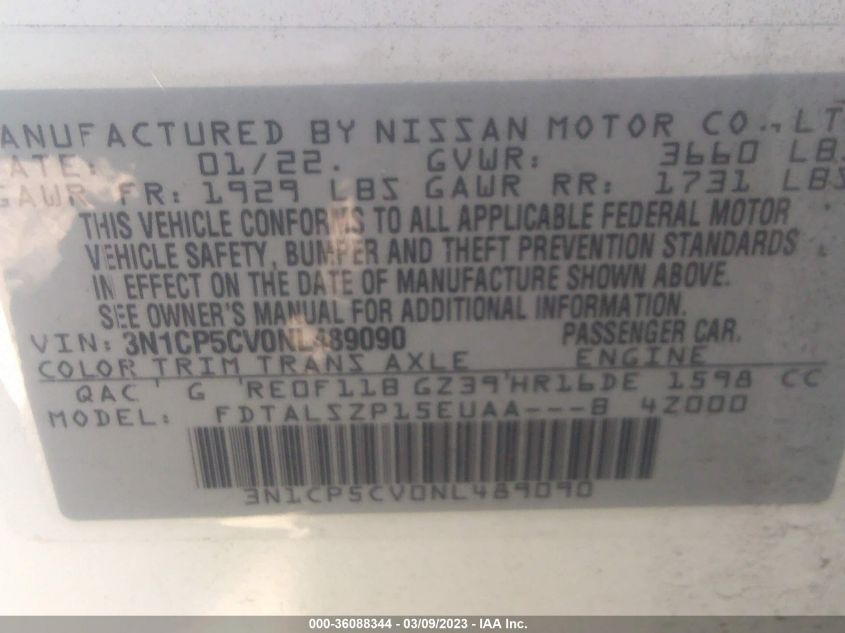 ANUFACTURED BY NISSAN MOTOR CO., LT
ATE: 01/22. GVWR: 3660 LBS
GAWR FR: 1929 LBS GAWR RR: 1731 LBS
THIS VEHICLE CONFORMS TO ALL APPLICABLE FEDERAL MOTOR
VEHICLE SAFETY, BUMPER AND THEFT PREVENTION STANDARDS
IN EFFECT ON THE DATE OF MANUFACTURE SHOWN ABOVE.
SEE OWNER'S MANUAL FOR ADDITIONAL INFORMATION.
VIN: 3N1CP5CV0NL489090 PASSENGER CAR.
COLOR TRIM TRANS AXLE ENGINE
QAC ' G 'RE0F11B GZ39'HR16DE 1598 CC
MODEL: FDTALSZP15EUAA---B 4Z000
3N1CP5CV0NL489090
000-36088344 - 03/09/2023 - IAA, Inc.